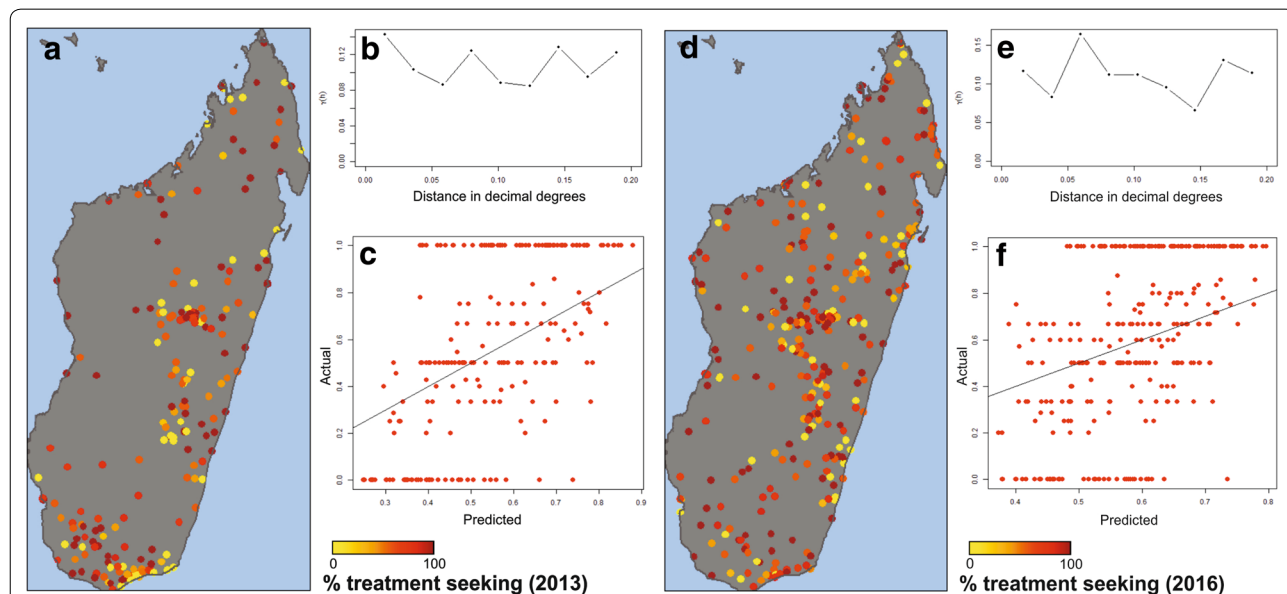 a
b
γ(h)
0.00 0.04 0.08 0.12
0.00 0.05 0.10 0.15 0.20
Distance in decimal degrees
c
Actual
0.0 0.2 0.4 0.6 0.8 1.0
0.3 0.4 0.5 0.6 0.7 0.8 0.9
Predicted
0 100
% treatment seeking (2013)
d
e
γ(h)
0.00 0.05 0.10 0.15
0.00 0.05 0.10 0.15 0.20
Distance in decimal degrees
f
Actual
0.0 0.2 0.4 0.6 0.8 1.0
0.4 0.5 0.6 0.7 0.8
Predicted
0 100
% treatment seeking (2016)